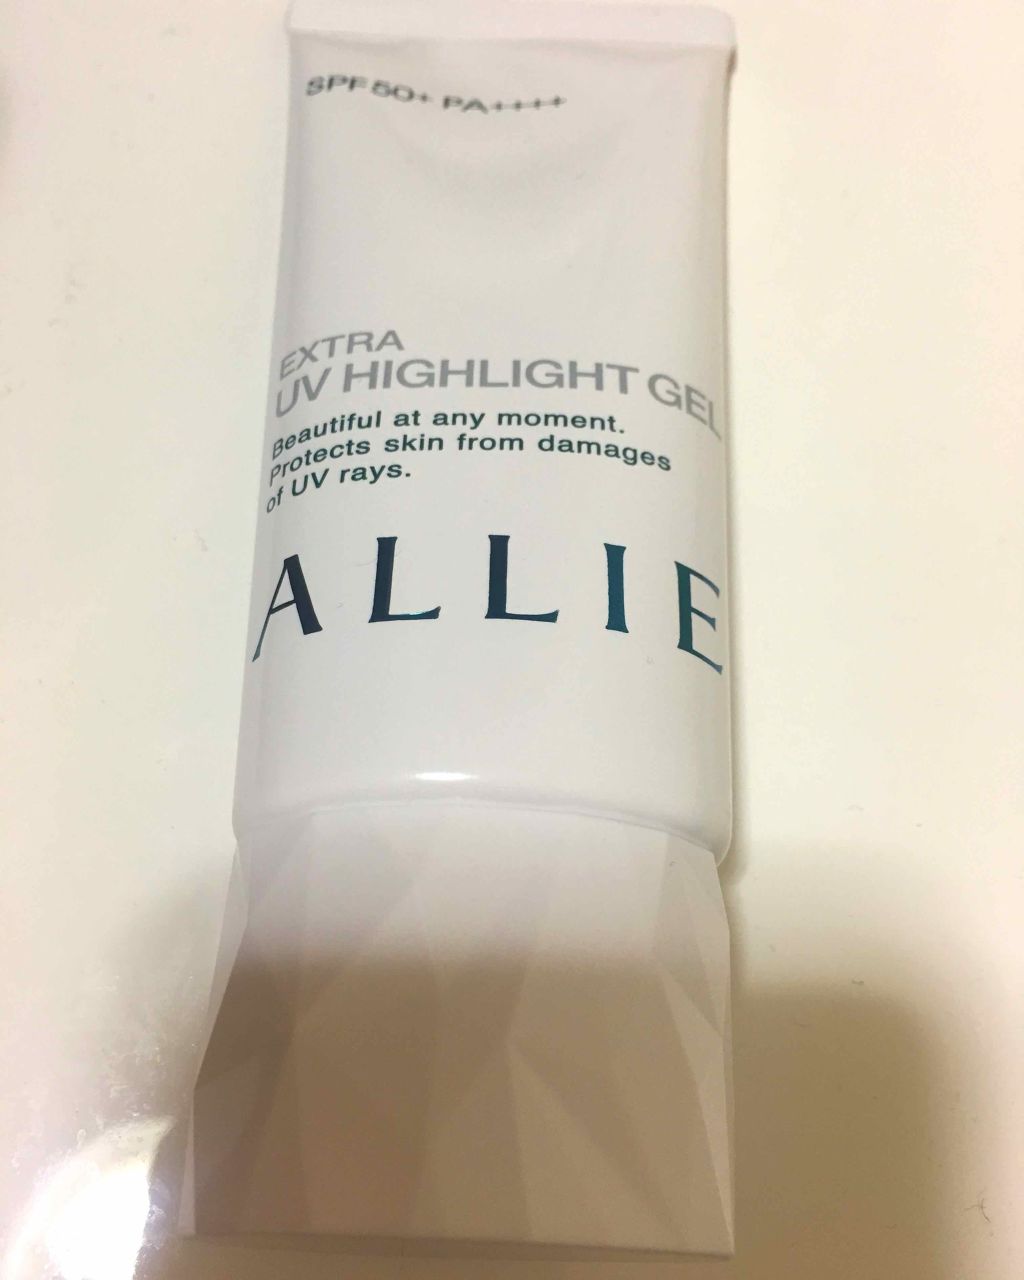 SPF50+ PA++++
EXTRA
UV HIGHLIGHT GEL
Beautiful at any moment.
Protects skin from damages
of UV rays.
ALLIE